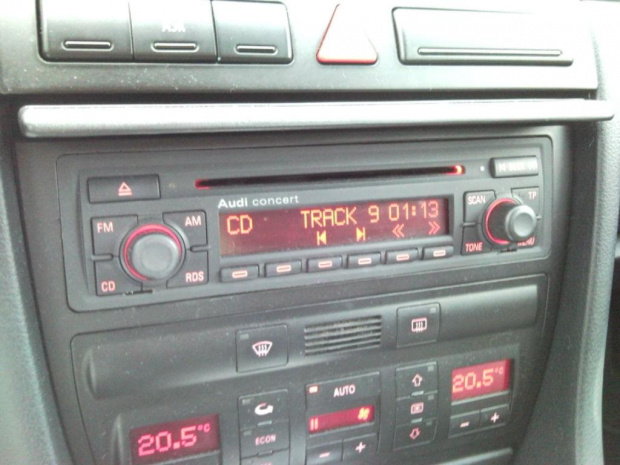 Audi concert
CD TRACK 9 01:13
FM AM
CD RDS
SCAN TP
TONE MENU
AUTO
ECON
20.5°C
20.5°C